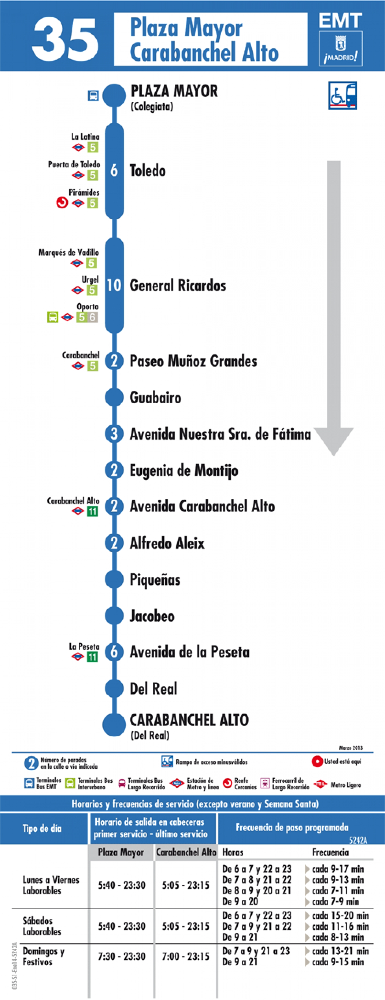 35
Plaza Mayor
Carabanchel Alto
EMT
¡MADRID!
PLAZA MAYOR
(Colegiata)
La Latina
5
Puerta de Toledo
5
6 Toledo
Pirámides
5
Marqués de Vadillo
5
Urgel
5
10 General Ricardos
Oporto
5 6
Carabanchel
5
2 Paseo Muñoz Grandes
Guabairo
3 Avenida Nuestra Sra. de Fátima
2 Eugenia de Montijo
Carabanchel Alto
11
2 Avenida Carabanchel Alto
2 Alfredo Aleix
Piqueñas
Jacobeo
La Peseta
11
6 Avenida de la Peseta
Del Real
CARABANCHEL ALTO
(Del Real)
Marzo 2013
2 Número de paradas
en la calle o vía indicada
Rampa de acceso minusválidos
Usted está aquí
Terminales
Bus EMT
Terminales Bus
Interurbano
Terminales Bus
Largo Recorrido
Estación de
Metro y línea
Renfe
Cercanías
Ferrocarril de
Largo Recorrido
ML
Metro Ligero
Horarios y frecuencias de servicio (excepto verano y Semana Santa)
Tipo de día
Horario de salida en cabeceras
primer servicio - último servicio
Frecuencia de paso programada
5242A
Plaza Mayor Carabanchel Alto Horas Frecuencia
Lunes a Viernes
Laborables
5:40 - 23:30 5:05 - 23:15
De 6 a 7 y 22 a 23 cada 9-17 min
De 7 a 8 y 21 a 22 cada 9-13 min
De 8 a 9 y 20 a 21 cada 7-11 min
De 9 a 20 cada 7-9 min
Sábados
Laborables
5:40 - 23:30 5:05 - 23:15
De 6 a 7 y 22 a 23 cada 15-20 min
De 7 a 9 y 21 a 22 cada 11-16 min
De 9 a 21 cada 8-13 min
Domingos y
Festivos
7:30 - 23:30 7:00 - 23:15
De 7 a 9 y 21 a 23 cada 13-21 min
De 9 a 21 cada 9-15 min
035-S1-Ene14-5242A